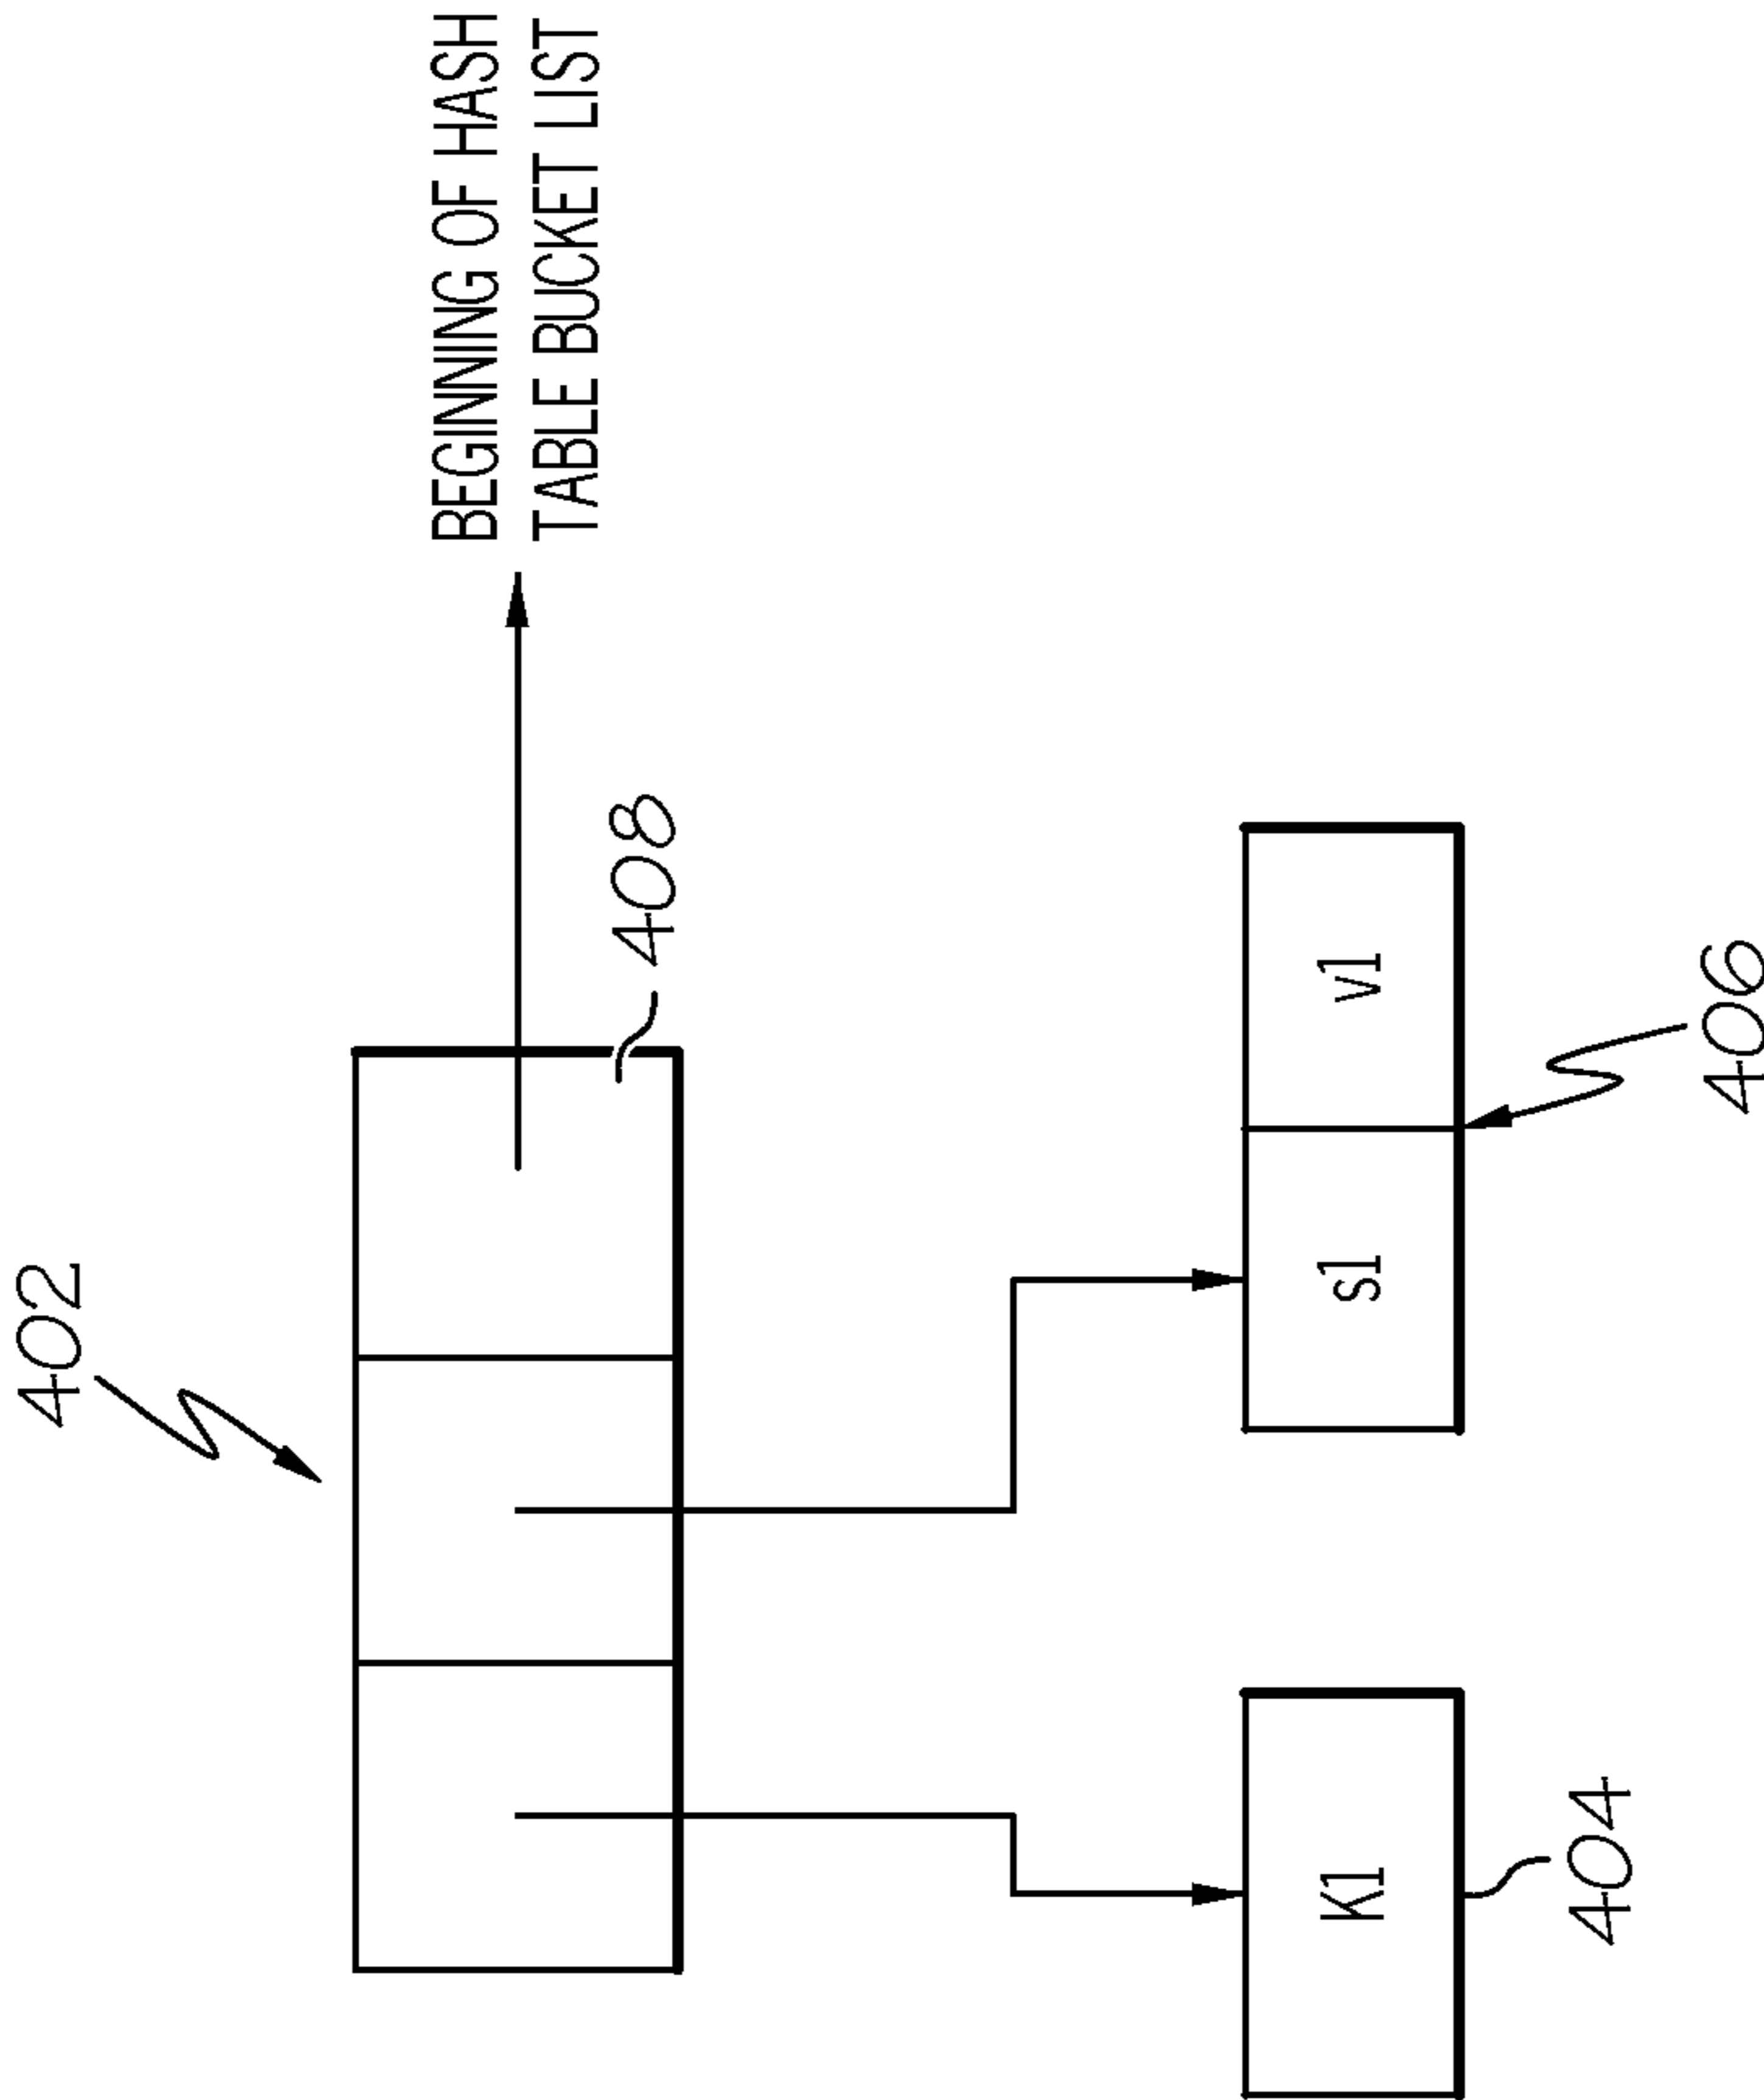 402
BEGINNING OF HASH
TABLE BUCKET LIST
408
K1
s1
v1
404
406